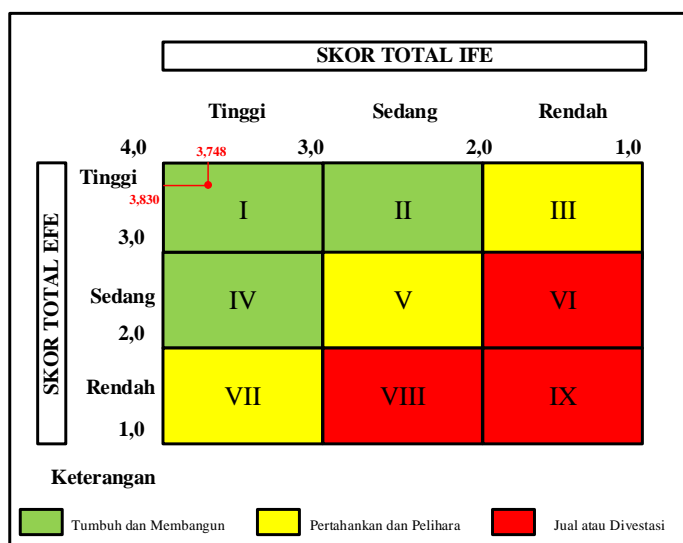 SKOR TOTAL IFE
Tinggi Sedang Rendah
4,0 3,748 3,0 2,0 1,0
SKOR TOTAL EFE
Tinggi
3,830
I II III
3,0
Sedang
IV V VI
2,0
Rendah
VII VIII IX
1,0
Keterangan
Tumbuh dan Membangun Pertahankan dan Pelihara Jual atau Divestasi